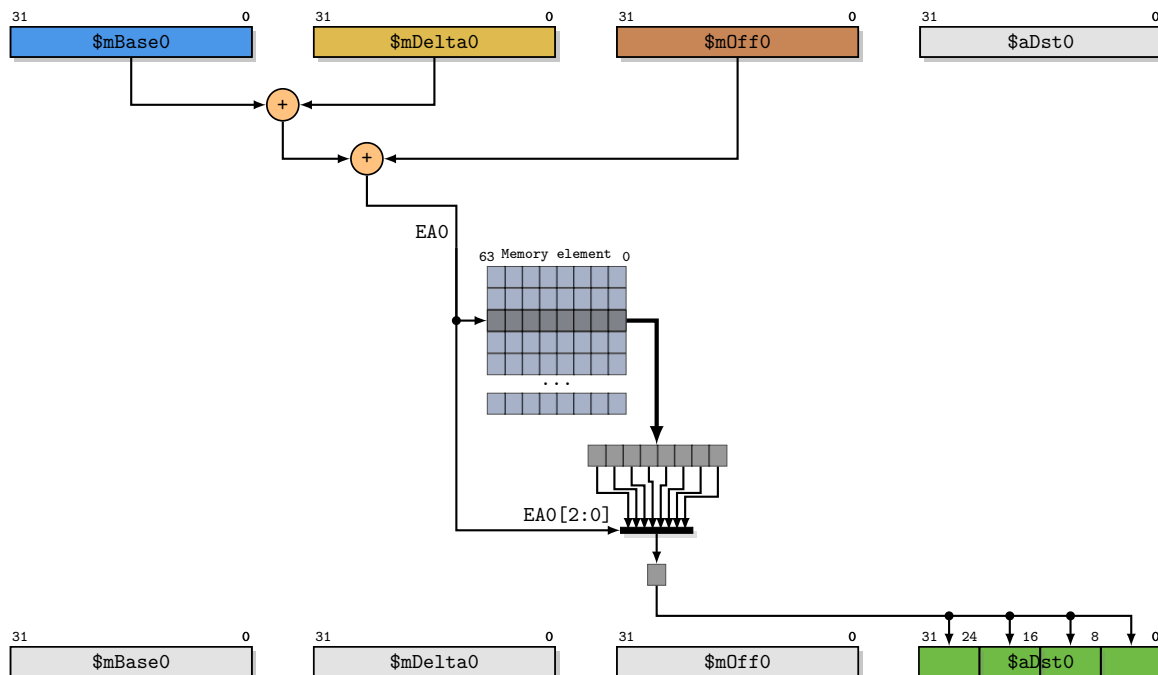 31 0 31 0 31 0 31 0
$mBase0 $mDelta0 $mOff0 $aDst0
+
+
EA0
63 Memory element 0
...
EA0[2:0]
31 0 31 0 31 0 31 24 16 8 0
$mBase0 $mDelta0 $mOff0 $aDst0